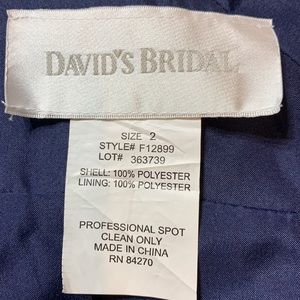 DAVID'S BRIDAL
SIZE 2
STYLE# F12899
LOT# 363739
SHELL: 100% POLYESTER
LINING: 100% POLYESTER
PROFESSIONAL SPOT
CLEAN ONLY
MADE IN CHINA
RN 84270